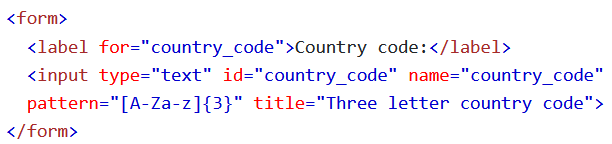 <form>
<label for="country_code">Country code:</label>
<input type="text" id="country_code" name="country_code"
pattern="[A-Za-z]{3}" title="Three letter country code">
</form>